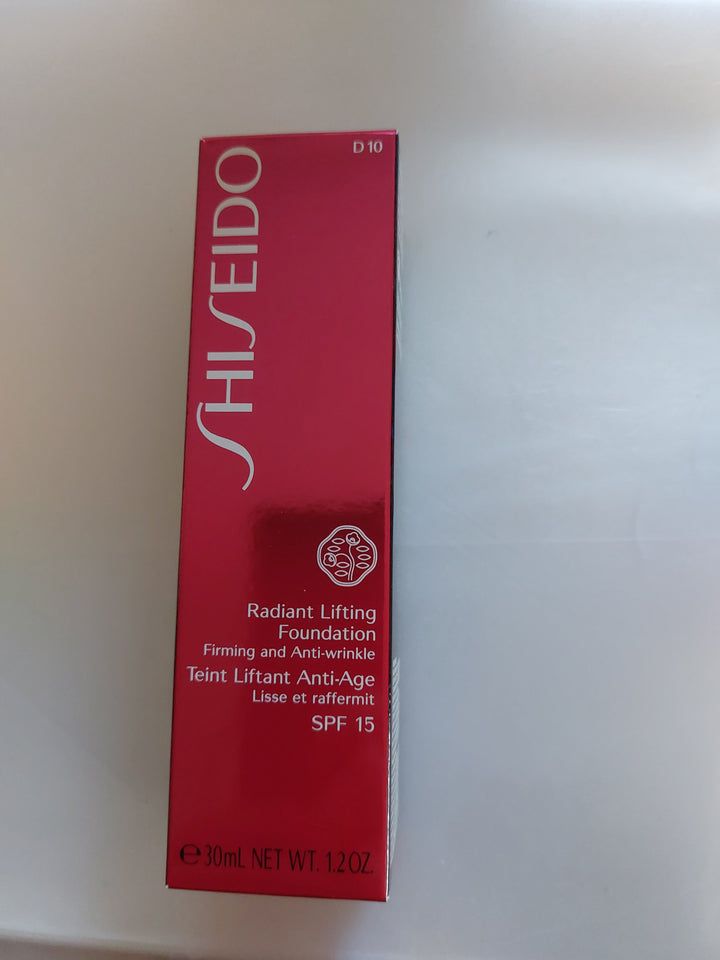 D 10
SHISEIDO
Radiant Lifting
Foundation
Firming and Anti-wrinkle
Teint Liftant Anti-Age
Lisse et raffermit
SPF 15
℮ 30mL NET WT. 1.2 OZ.